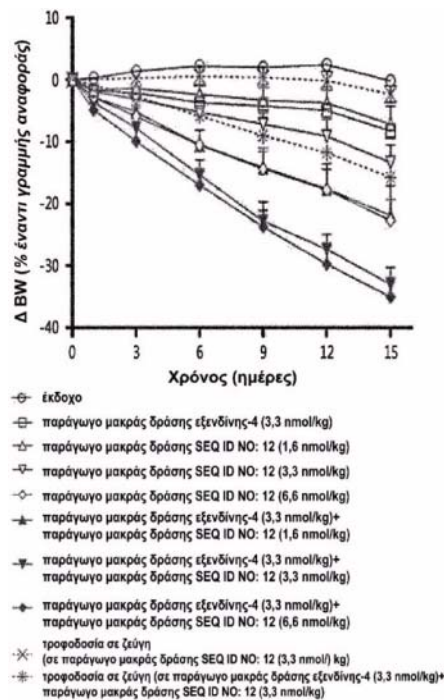 10
0
-10
-20
-30
-40
Δ BW (% έναντι γραμμής αναφοράς)
0 3 6 9 12 15
Χρόνος (ημέρες)
έκδοχο
παράγωγο μακράς δράσης εξενδίνης-4 (3,3 nmol/kg)
παράγωγο μακράς δράσης SEQ ID NO: 12 (1,6 nmol/kg)
παράγωγο μακράς δράσης SEQ ID NO: 12 (3,3 nmol/kg)
παράγωγο μακράς δράσης SEQ ID NO: 12 (6,6 nmol/kg)
παράγωγο μακράς δράσης εξενδίνης-4 (3,3 nmol/kg)+
παράγωγο μακράς δράσης SEQ ID NO: 12 (1,6 nmol/kg)
παράγωγο μακράς δράσης εξενδίνης-4 (3,3 nmol/kg)+
παράγωγο μακράς δράσης SEQ ID NO: 12 (3,3 nmol/kg)
παράγωγο μακράς δράσης εξενδίνης-4 (3,3 nmol/kg)+
παράγωγο μακράς δράσης SEQ ID NO: 12 (6,6 nmol/kg)
τροφοδοσία σε ζεύγη
(σε παράγωγο μακράς δράσης SEQ ID NO: 12 (3,3 nmol/) kg)
τροφοδοσία σε ζεύγη (σε παράγωγο μακράς δράσης εξενδίνης-4 (3,3 nmol/kg)+
παράγωγο μακράς δράσης SEQ ID NO: 12 (3,3 nmol/kg)